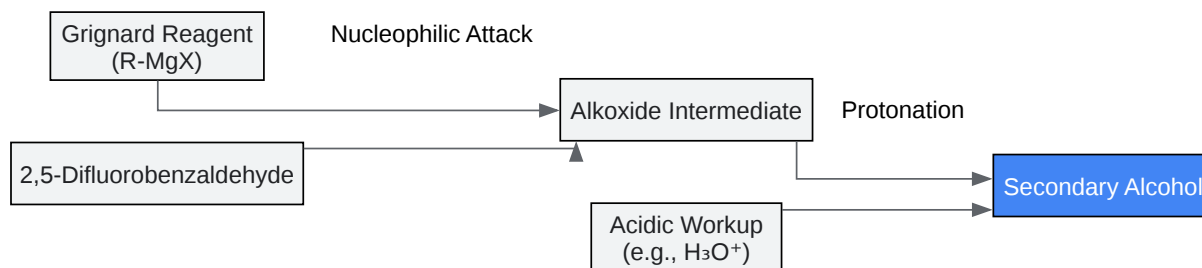 Grignard Reagent
(R-MgX)
Nucleophilic Attack
Alkoxide Intermediate
Protonation
2,5-Difluorobenzaldehyde
Secondary Alcohol
Acidic Workup
(e.g., H₃O⁺)